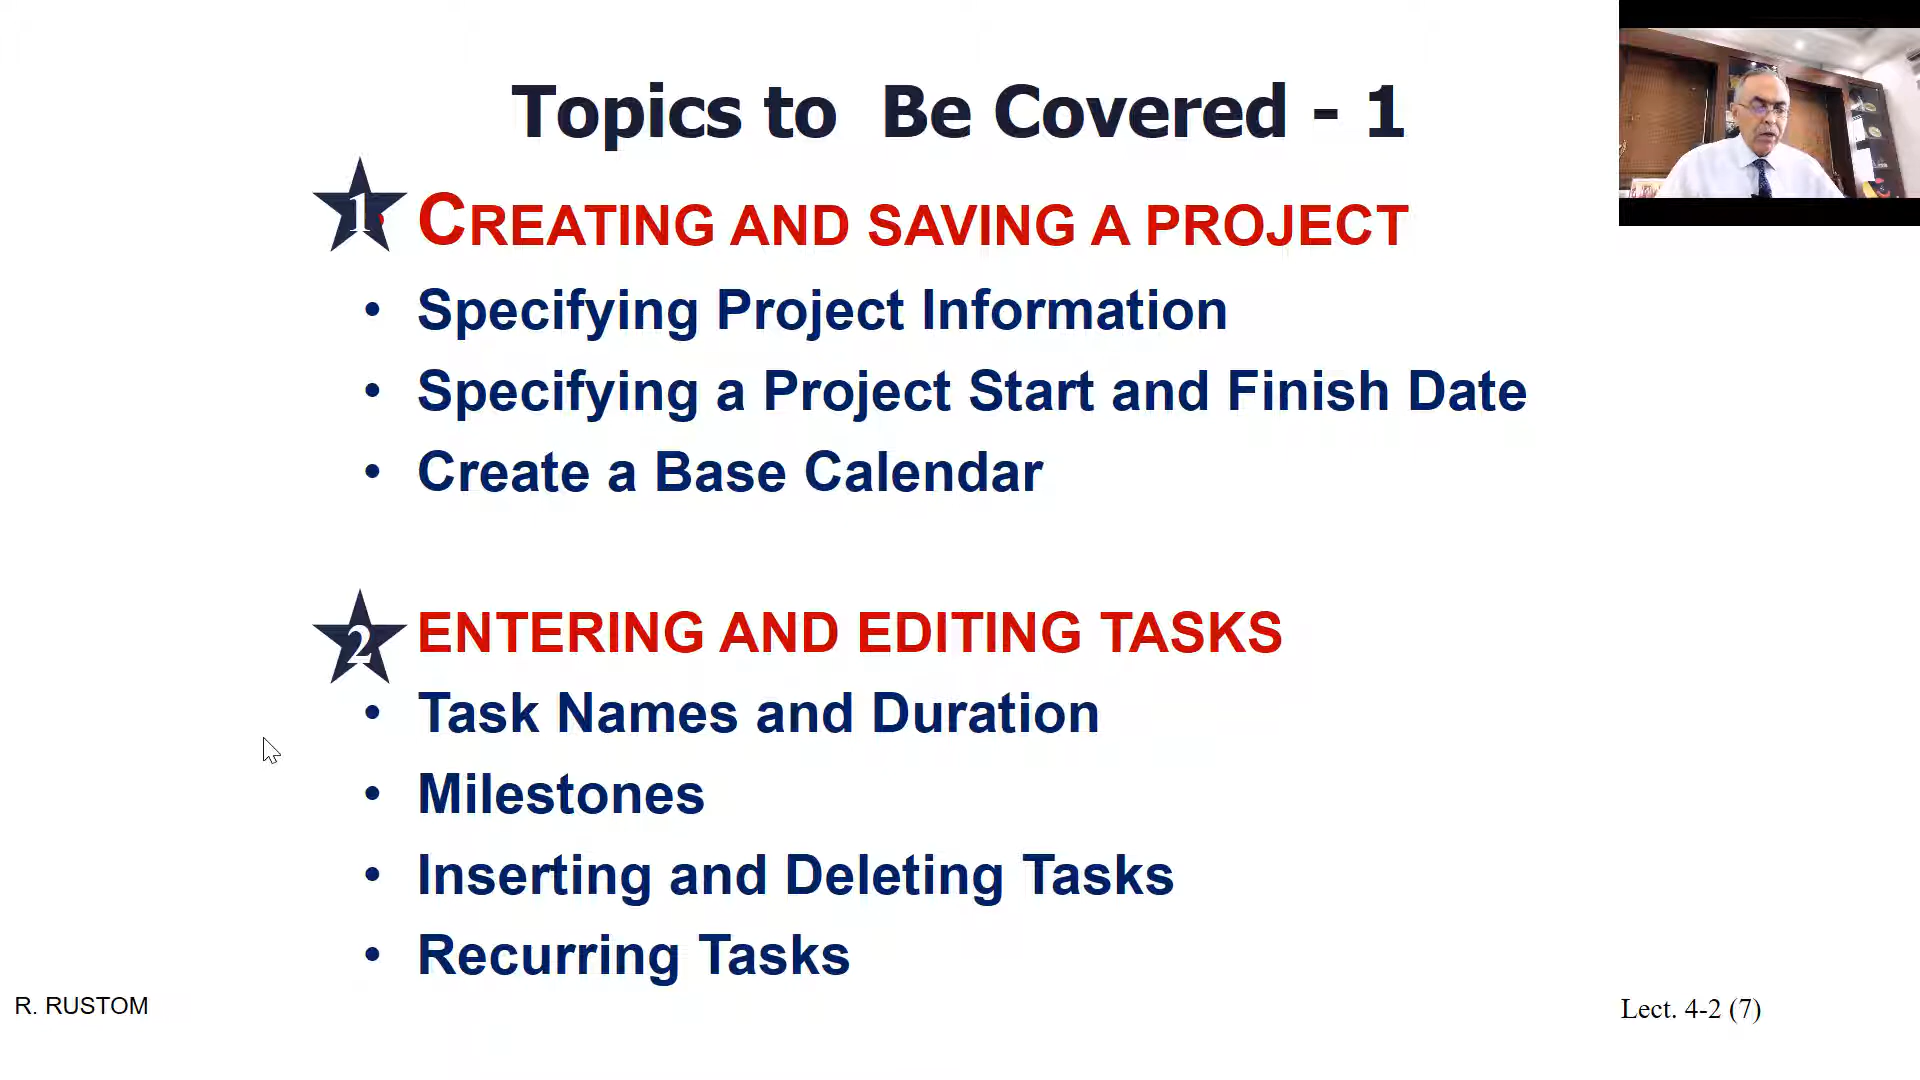 Topics to Be Covered - 1
1
• CREATING AND SAVING A PROJECT
• Specifying Project Information
• Specifying a Project Start and Finish Date
• Create a Base Calendar
2
ENTERING AND EDITING TASKS
• Task Names and Duration
• Milestones
• Inserting and Deleting Tasks
• Recurring Tasks
R. RUSTOM
Lect. 4-2 (7)